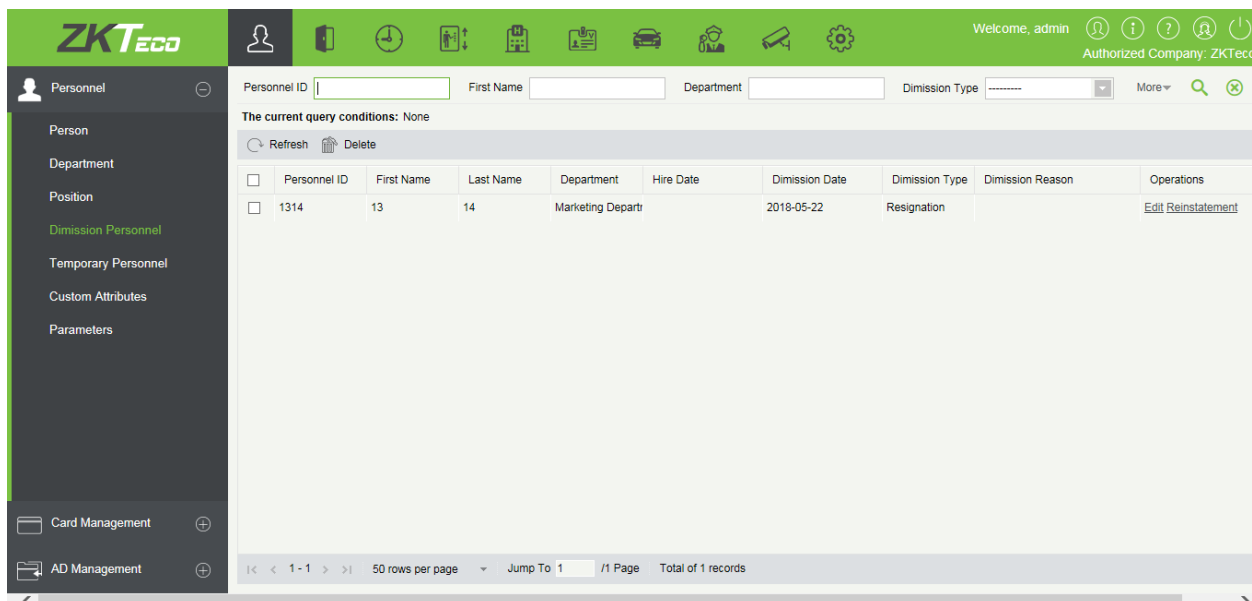 ZKTECO
Welcome, admin
Authorized Company: ZKTeco
Personnel
Person
Department
Position
Dimission Personnel
Temporary Personnel
Custom Attributes
Parameters
Card Management
AD Management
Personnel ID First Name Department Dimission Type --------- More
The current query conditions: None
Refresh Delete
Personnel ID First Name Last Name Department Hire Date Dimission Date Dimission Type Dimission Reason Operations
1314 13 14 Marketing Departr 2018-05-22 Resignation Edit Reinstatement
|< < 1 - 1 > >| 50 rows per page Jump To 1 /1 Page Total of 1 records